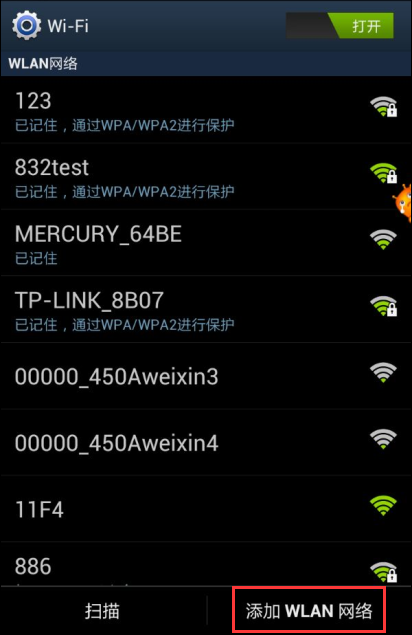 Wi-Fi
打开
WLAN网络
123
已记住，通过WPA/WPA2进行保护
832test
已记住，通过WPA/WPA2进行保护
MERCURY_64BE
已记住
TP-LINK_8B07
已记住，通过WPA/WPA2进行保护
00000_450Aweixin3
00000_450Aweixin4
11F4
886
扫描
添加 WLAN 网络